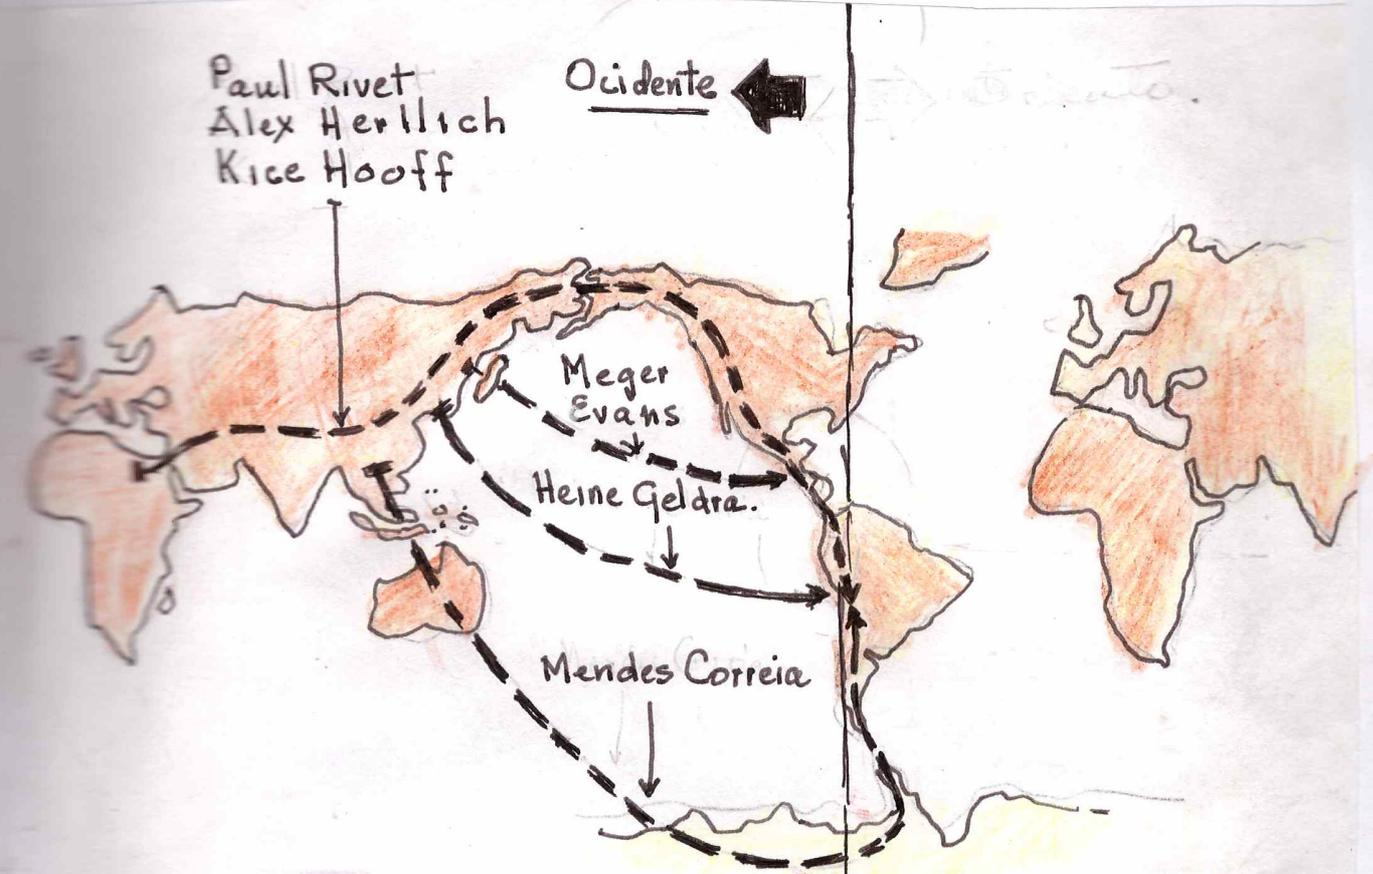 Paul Rivet
Alex Herllich
Kice Hooff
Ocidente
Meger
Evans
Heine Geldra.
Mendes Correia